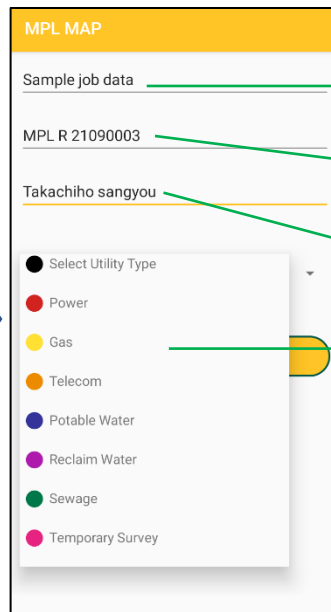 MPL MAP
Sample job data
MPL R 21090003
Takachiho sangyou
Select Utility Type
Power
Gas
Telecom
Potable Water
Reclaim Water
Sewage
Temporary Survey